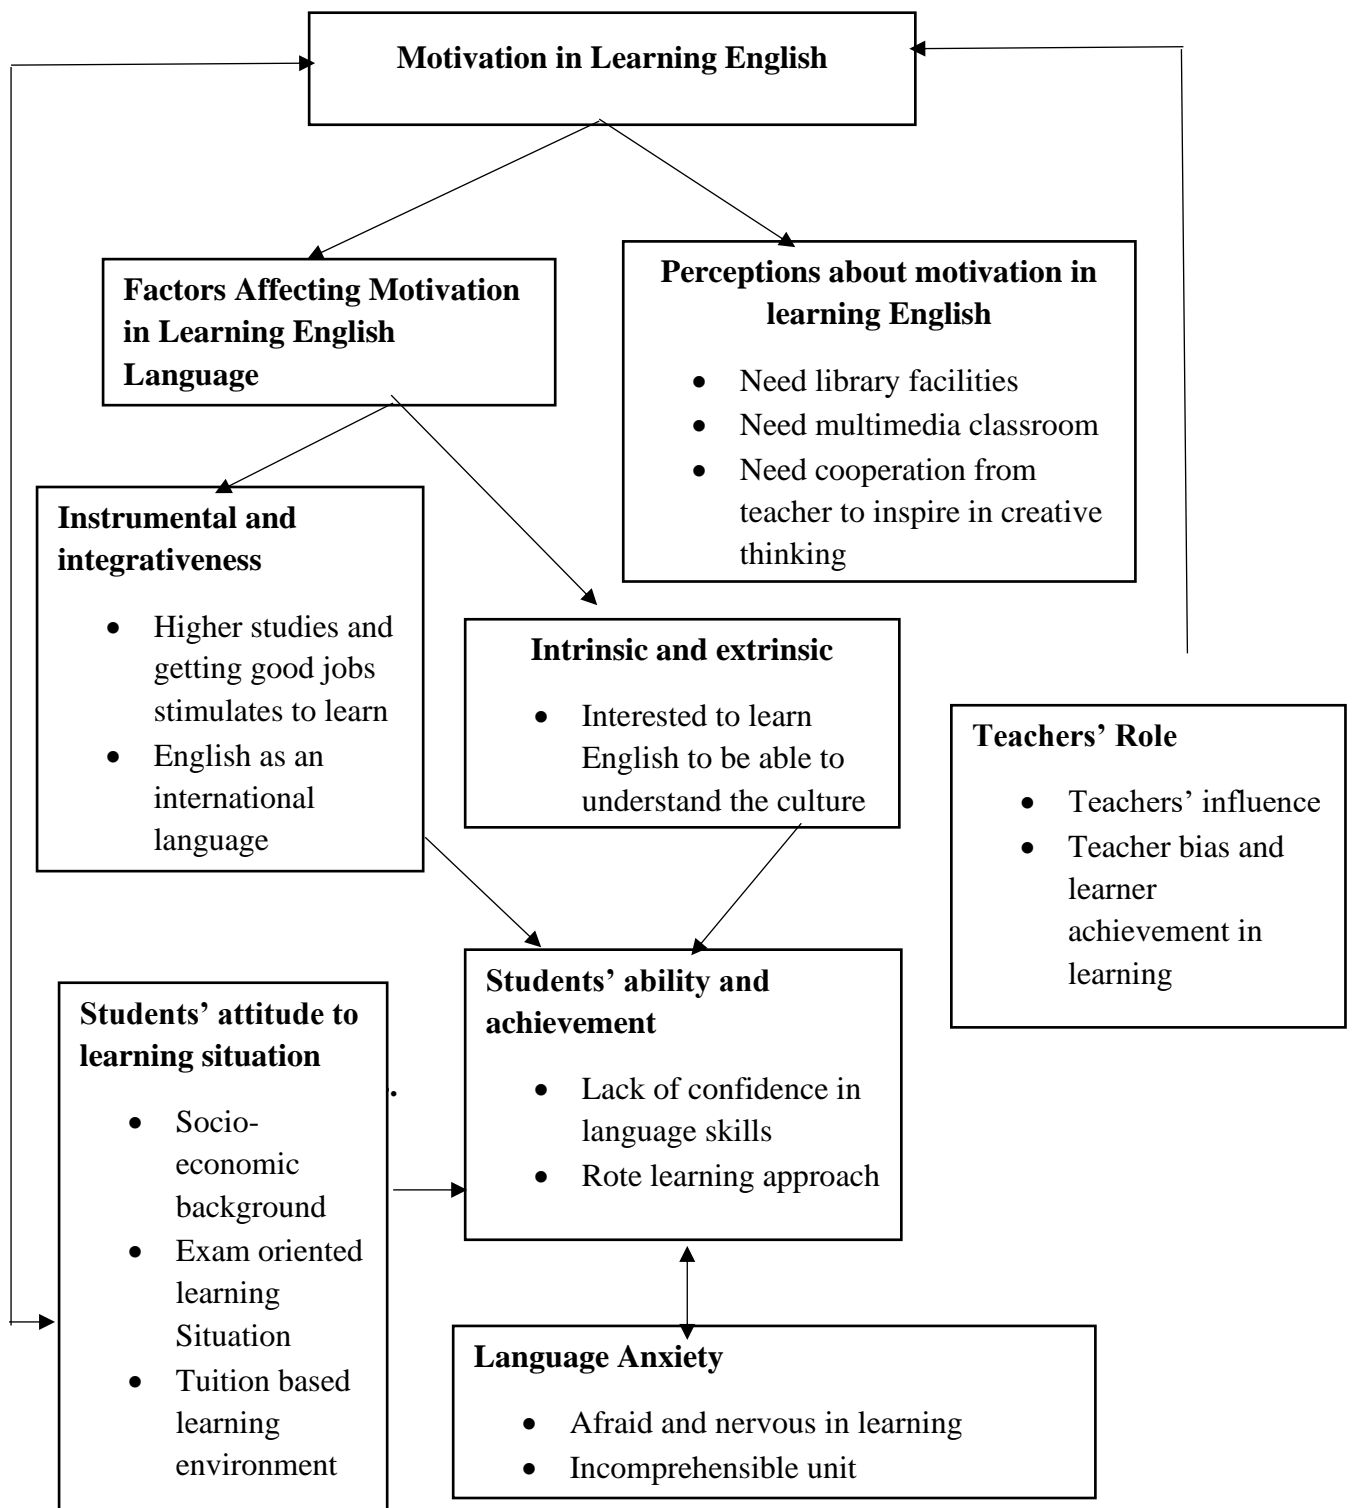 Motivation in Learning English
Factors Affecting Motivation
in Learning English
Language
Perceptions about motivation in
learning English
• Need library facilities
• Need multimedia classroom
• Need cooperation from
teacher to inspire in creative
thinking
Instrumental and
integrativeness
• Higher studies and
getting good jobs
stimulates to learn
• English as an
international
language
Intrinsic and extrinsic
• Interested to learn
English to be able to
understand the culture
Teachers’ Role
• Teachers’ influence
• Teacher bias and
learner
achievement in
learning
Students’ ability and
achievement
• Lack of confidence in
language skills
• Rote learning approach
Students’ attitude to
learning situation
.
• Socio-
economic
background
• Exam oriented
learning
Situation
• Tuition based
learning
environment
Language Anxiety
• Afraid and nervous in learning
• Incomprehensible unit